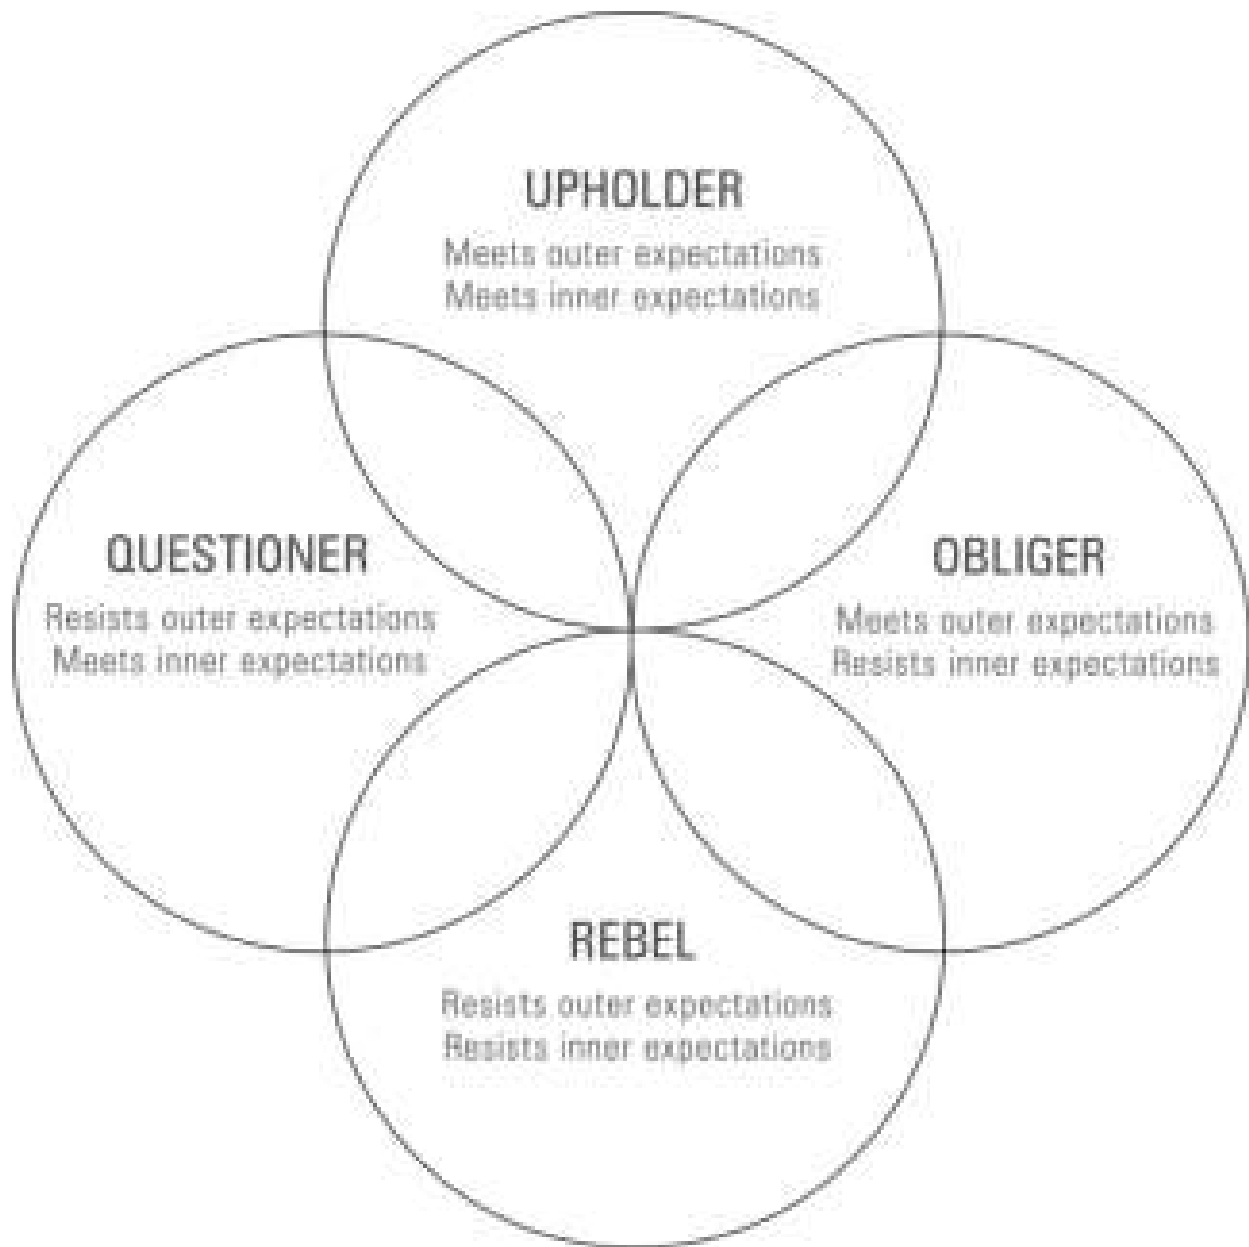 UPHOLDER
Meets outer expectations
Meets inner expectations
QUESTIONER
Resists outer expectations
Meets inner expectations
OBLIGER
Meets outer expectations
Resists inner expectations
REBEL
Resists outer expectations
Resists inner expectations